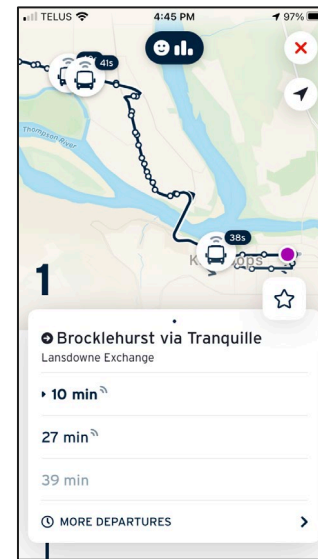 TELUS 4:45 PM 97%
41s
Thompson River
38s
1
Brocklehurst via Tranquille
Lansdowne Exchange
10 min
27 min
39 min
MORE DEPARTURES